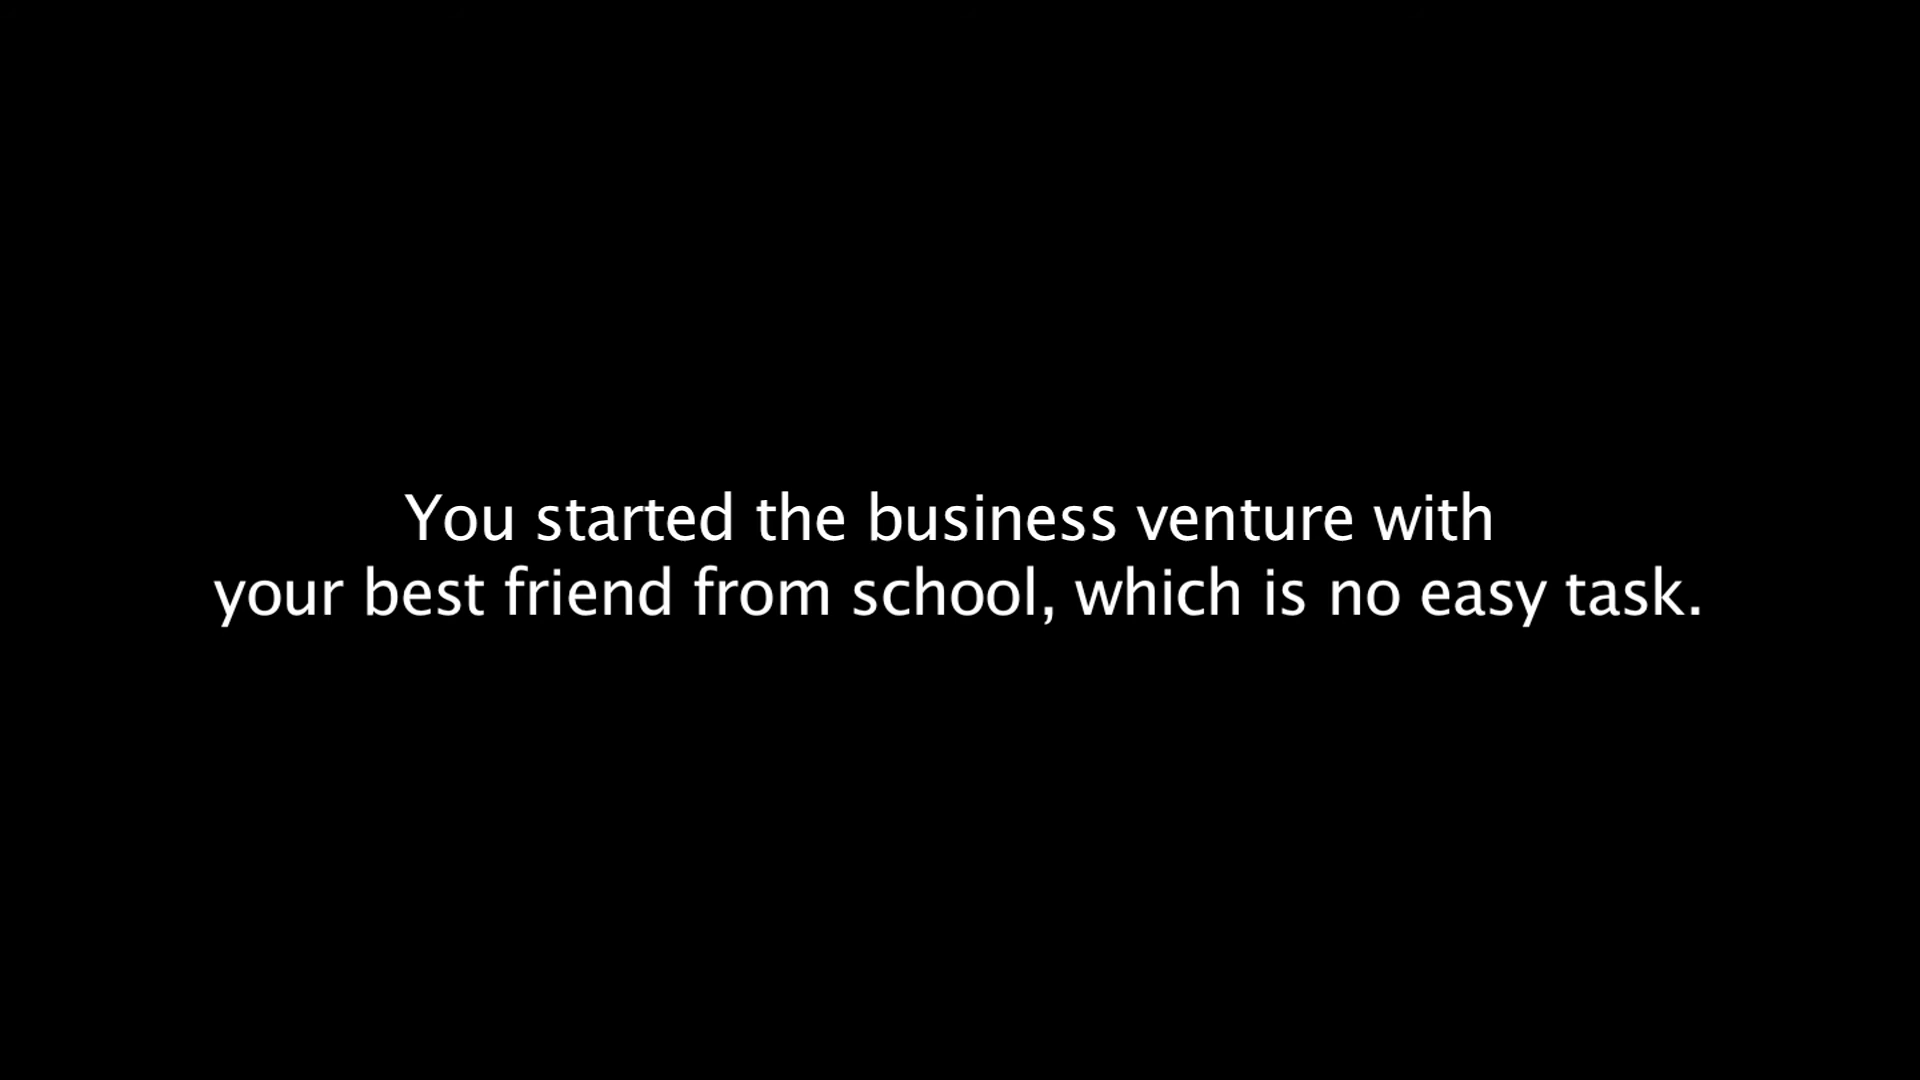 You started the business venture with
your best friend from school, which is no easy task.